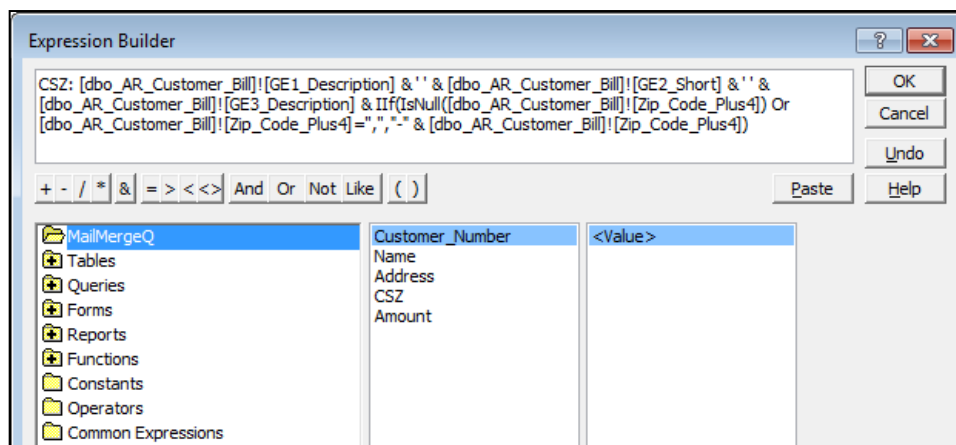 Expression Builder
CSZ: [dbo_AR_Customer_Bill]![GE1_Description] & ' ' & [dbo_AR_Customer_Bill]![GE2_Short] & ' ' &
[dbo_AR_Customer_Bill]![GE3_Description] & IIf(IsNull([dbo_AR_Customer_Bill]![Zip_Code_Plus4]) Or
[dbo_AR_Customer_Bill]![Zip_Code_Plus4]=",","-" & [dbo_AR_Customer_Bill]![Zip_Code_Plus4])
OK
Cancel
Undo
+ - / * & = > < <> And Or Not Like ( ) Paste Help
MailMergeQ
Tables
Queries
Forms
Reports
Functions
Constants
Operators
Common Expressions
Customer_Number
Name
Address
CSZ
Amount
<Value>